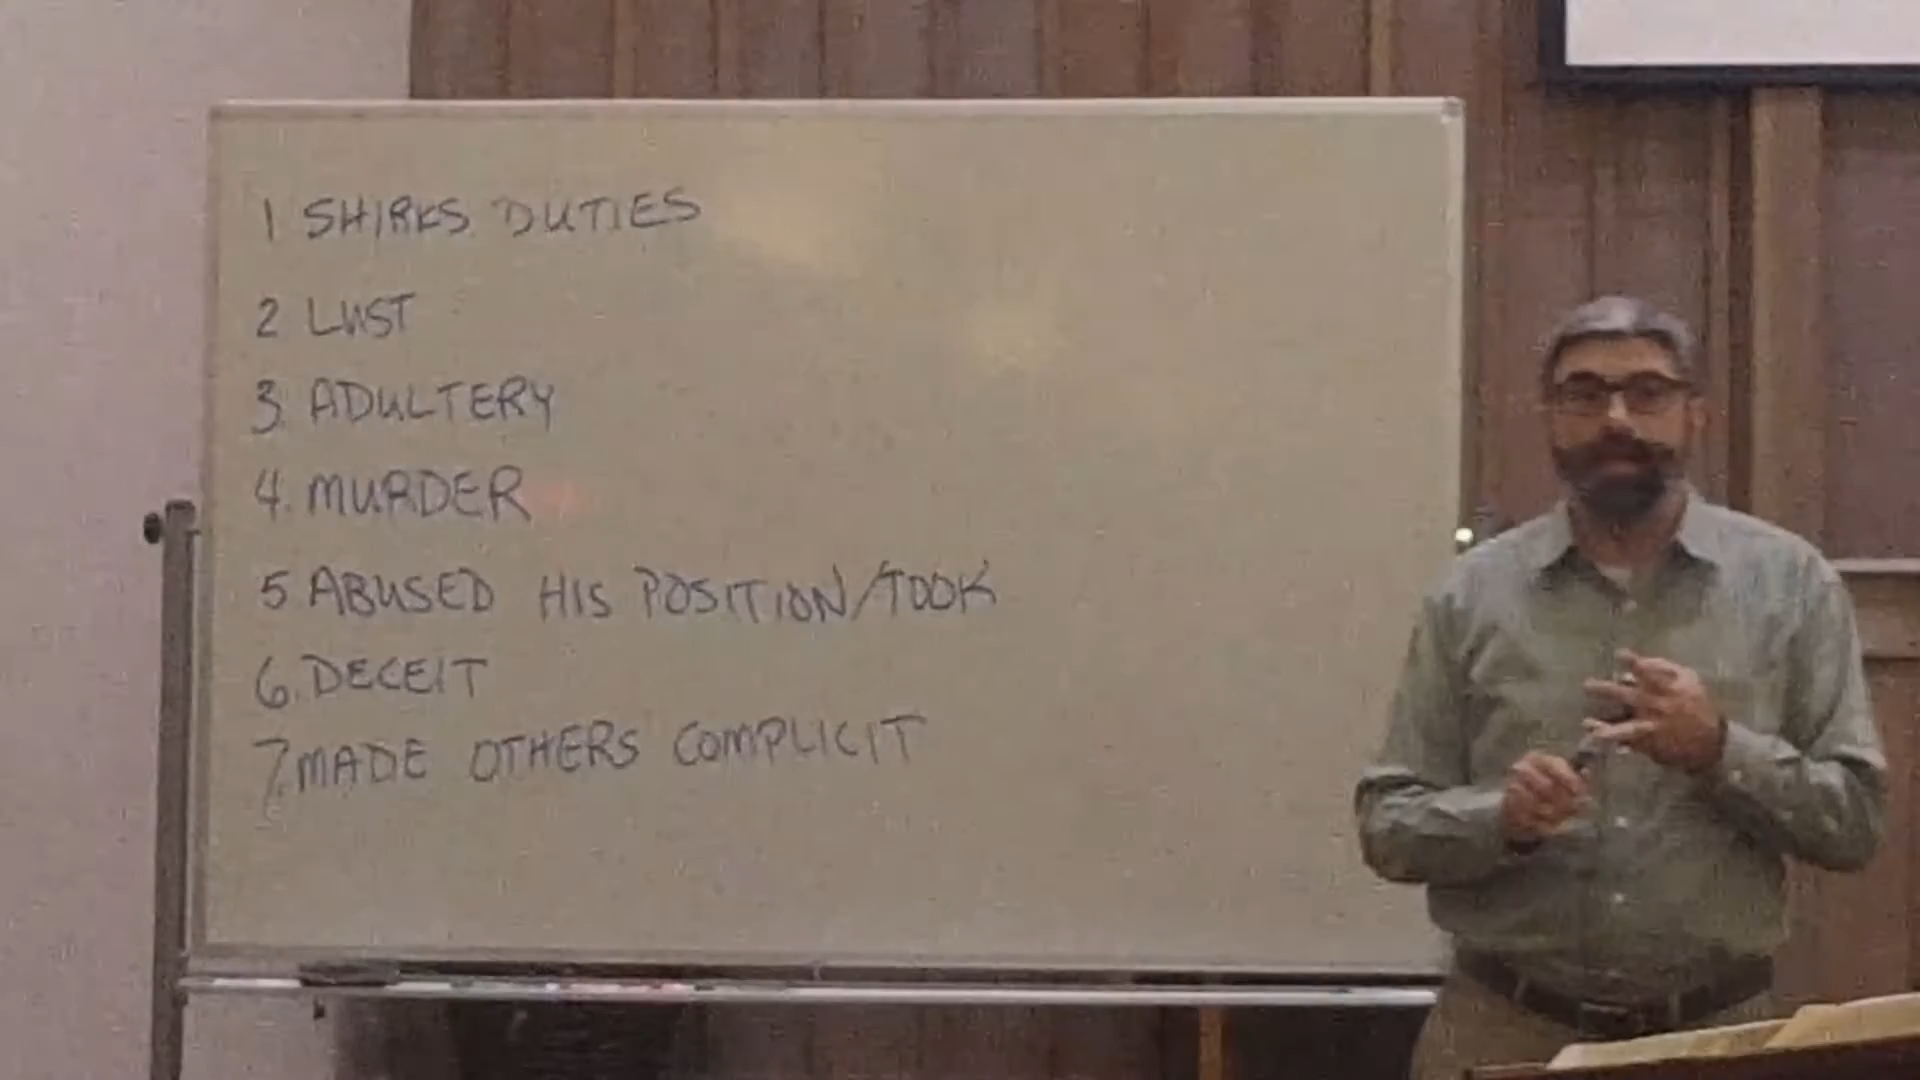 1 SHIRKS DUTIES
2 LUST
3. ADULTERY
4. MURDER
5 ABUSED HIS POSITION/TOOK
6. DECEIT
7. MADE OTHERS COMPLICIT